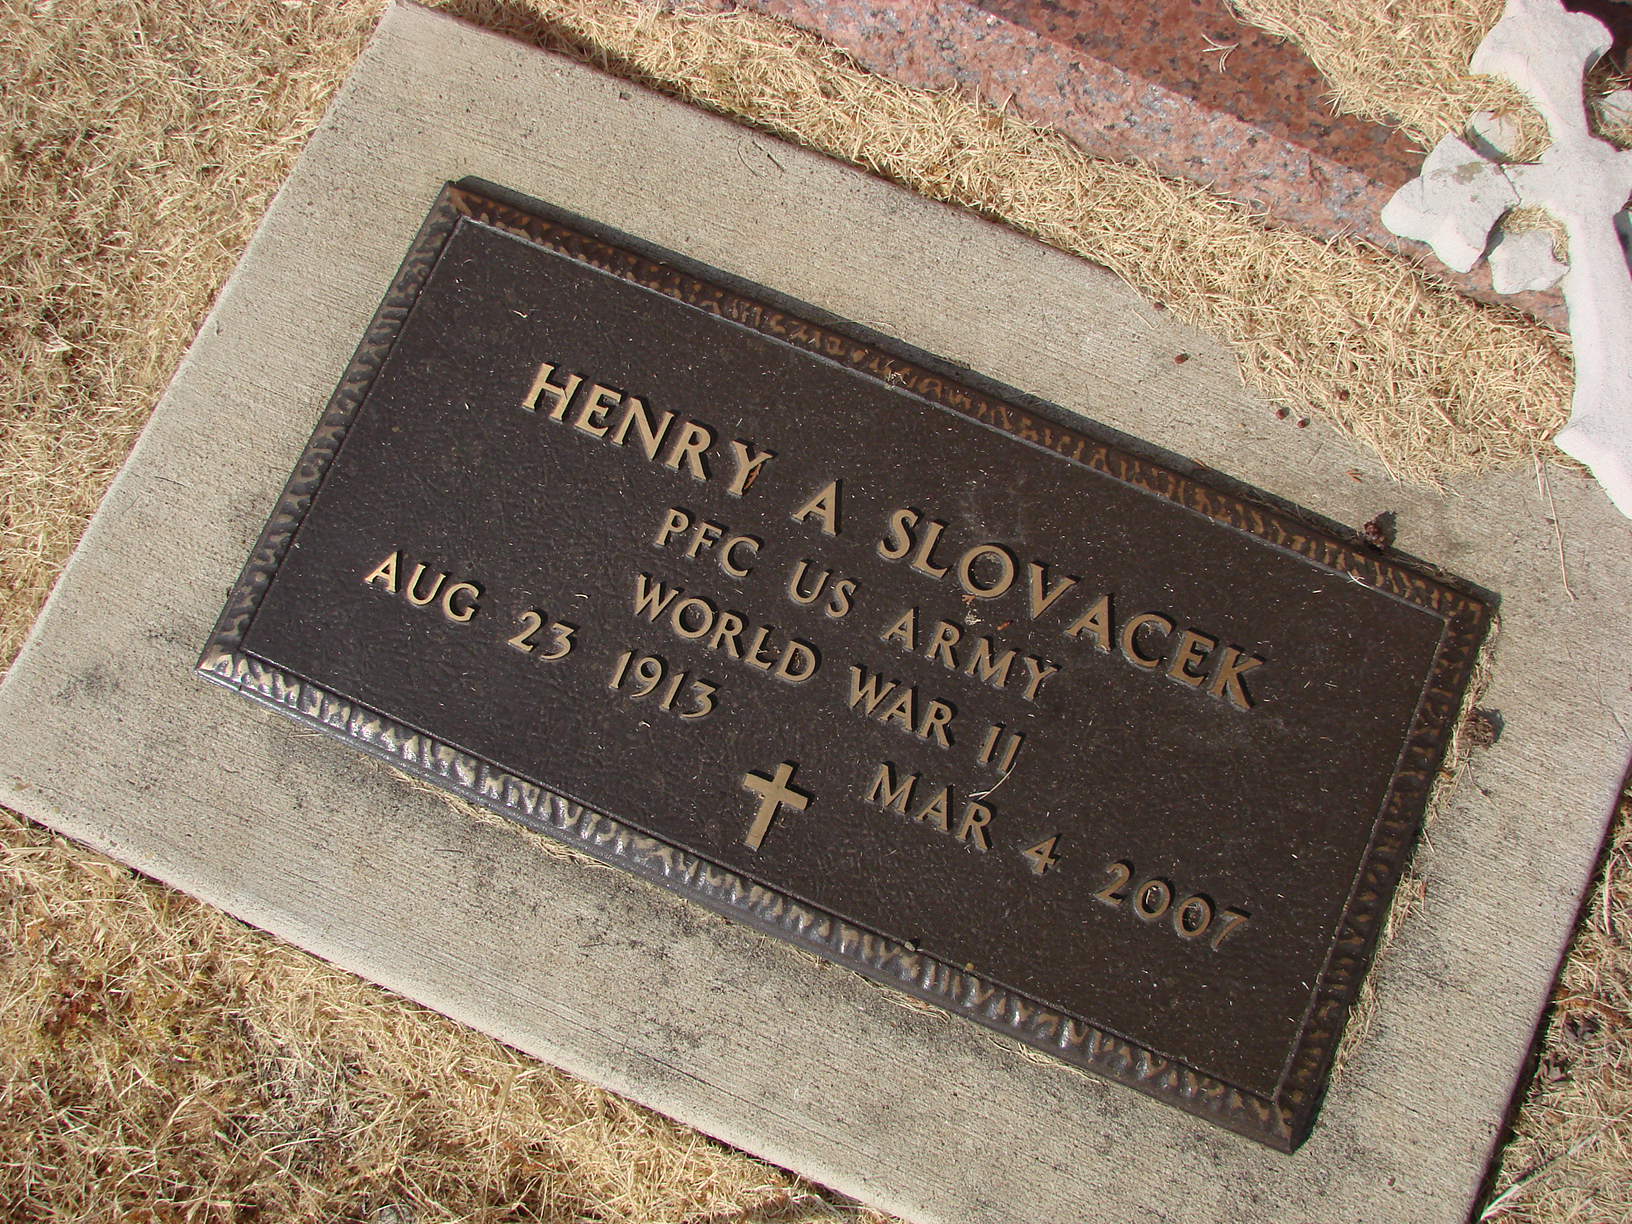 HENRY A SLOVACEK
PFC US ARMY
WORLD WAR II
AUG 23 1913 MAR 4 2007